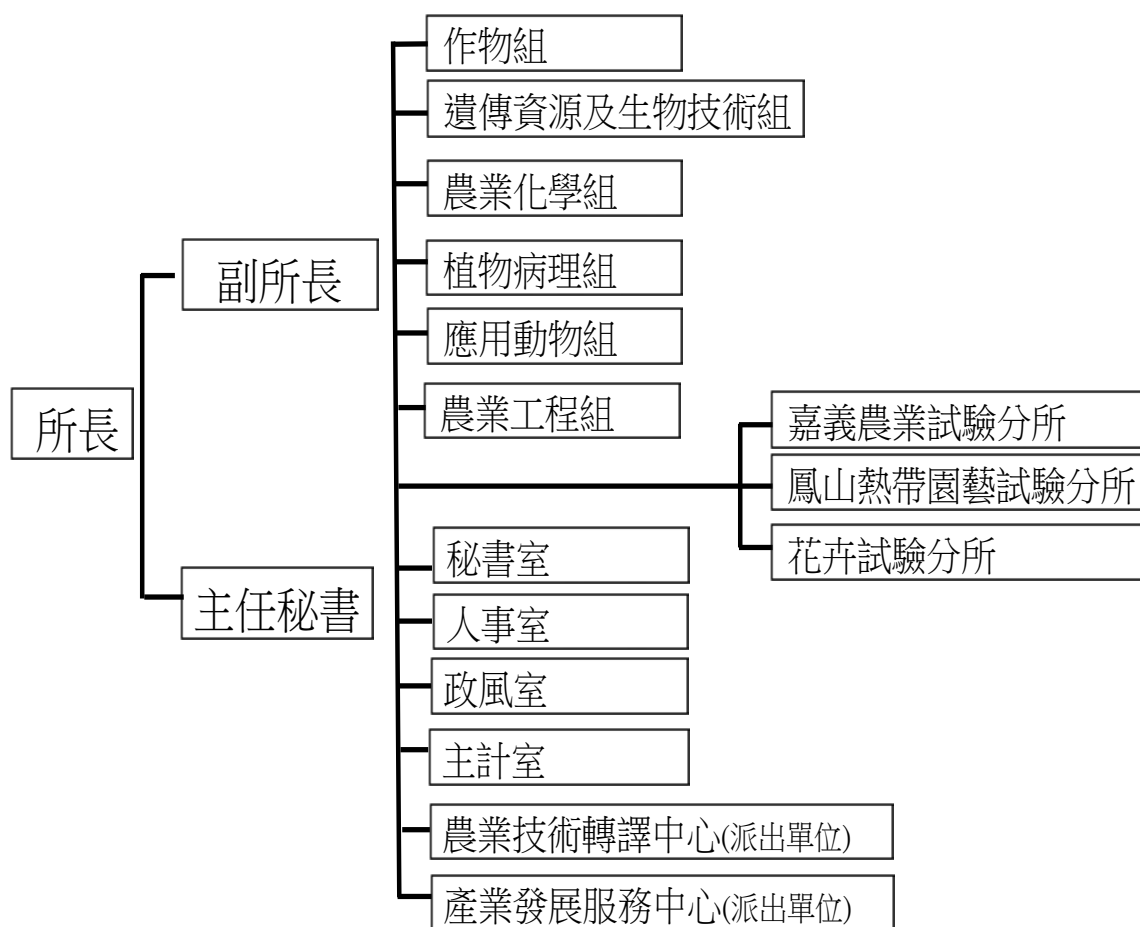 所長
副所長
主任秘書
作物組
遺傳資源及生物技術組
農業化學組
植物病理組
應用動物組
農業工程組
嘉義農業試驗分所
鳳山熱帶園藝試驗分所
花卉試驗分所
秘書室
人事室
政風室
主計室
農業技術轉譯中心(派出單位)
產業發展服務中心(派出單位)